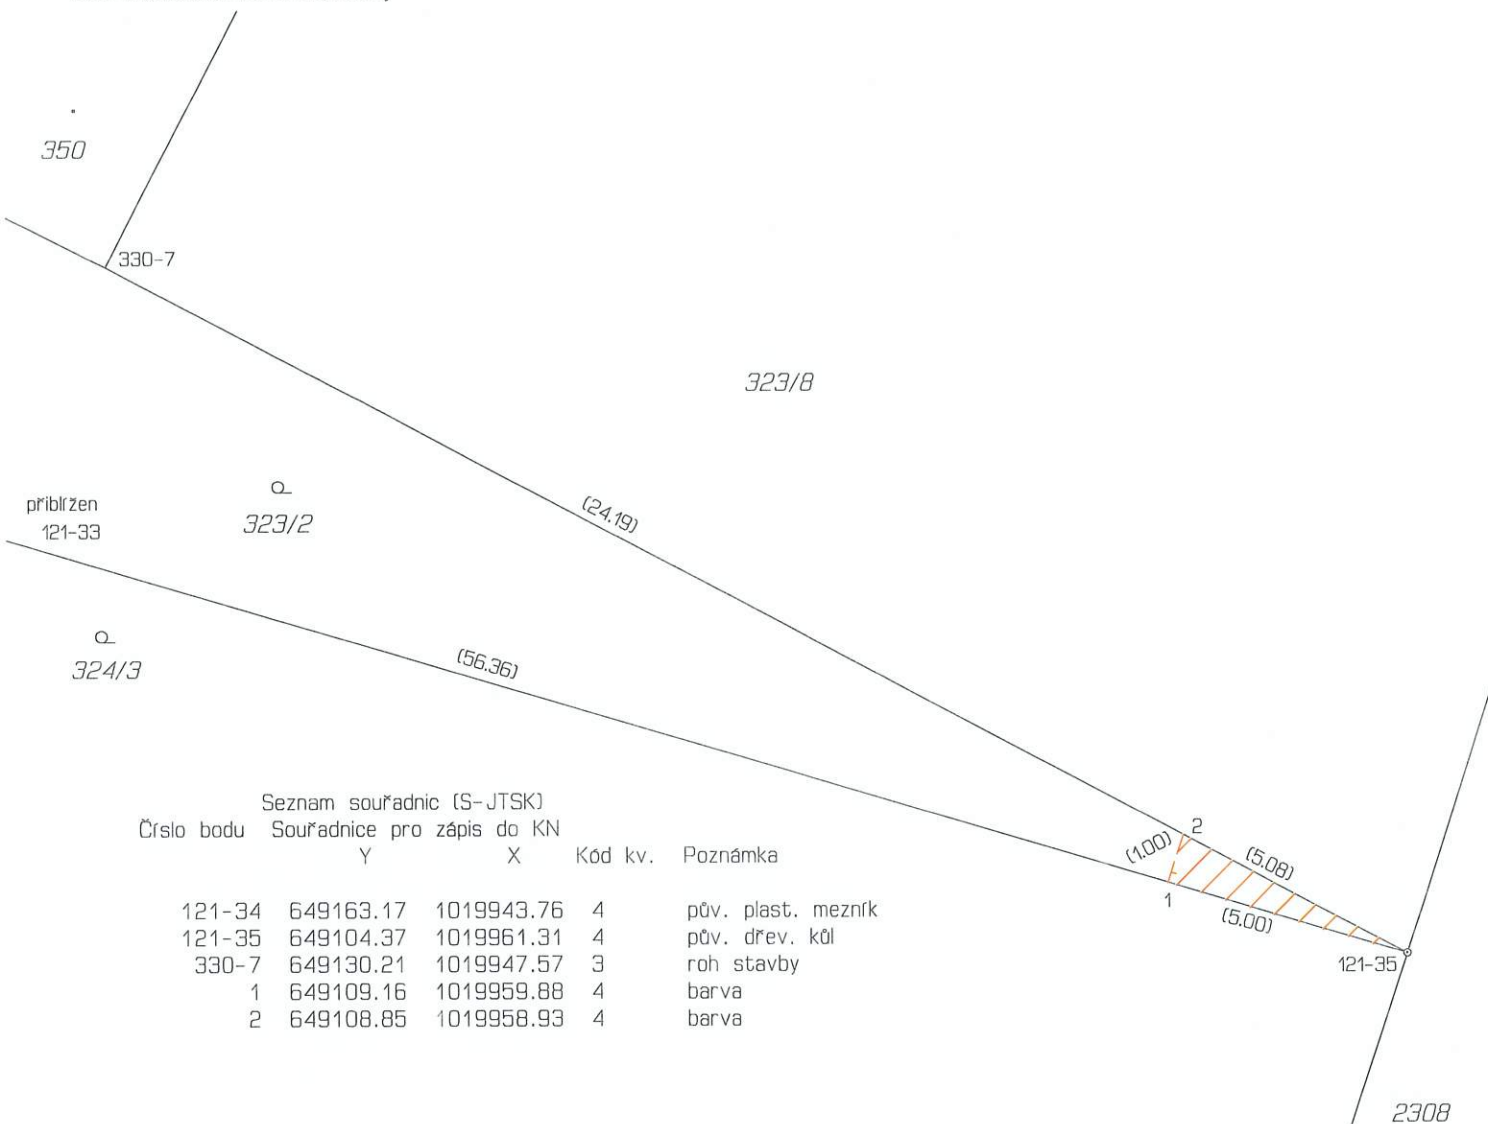 350
330-7
323/8
(24.19)
přiblížen
121-33
323/2
324/3
(56.36)
2
(1.00)
(5.08)
1
(5.00)
121-35
2308
Seznam souřadnic (S-JTSK)
Číslo bodu Souřadnice pro zápis do KN
Y X Kód kv. Poznámka
121-34 649163.17 1019943.76 4 pův. plast. mezník
121-35 649104.37 1019961.31 4 pův. dřev. kůl
330-7 649130.21 1019947.57 3 roh stavby
1 649109.16 1019959.88 4 barva
2 649108.85 1019958.93 4 barva